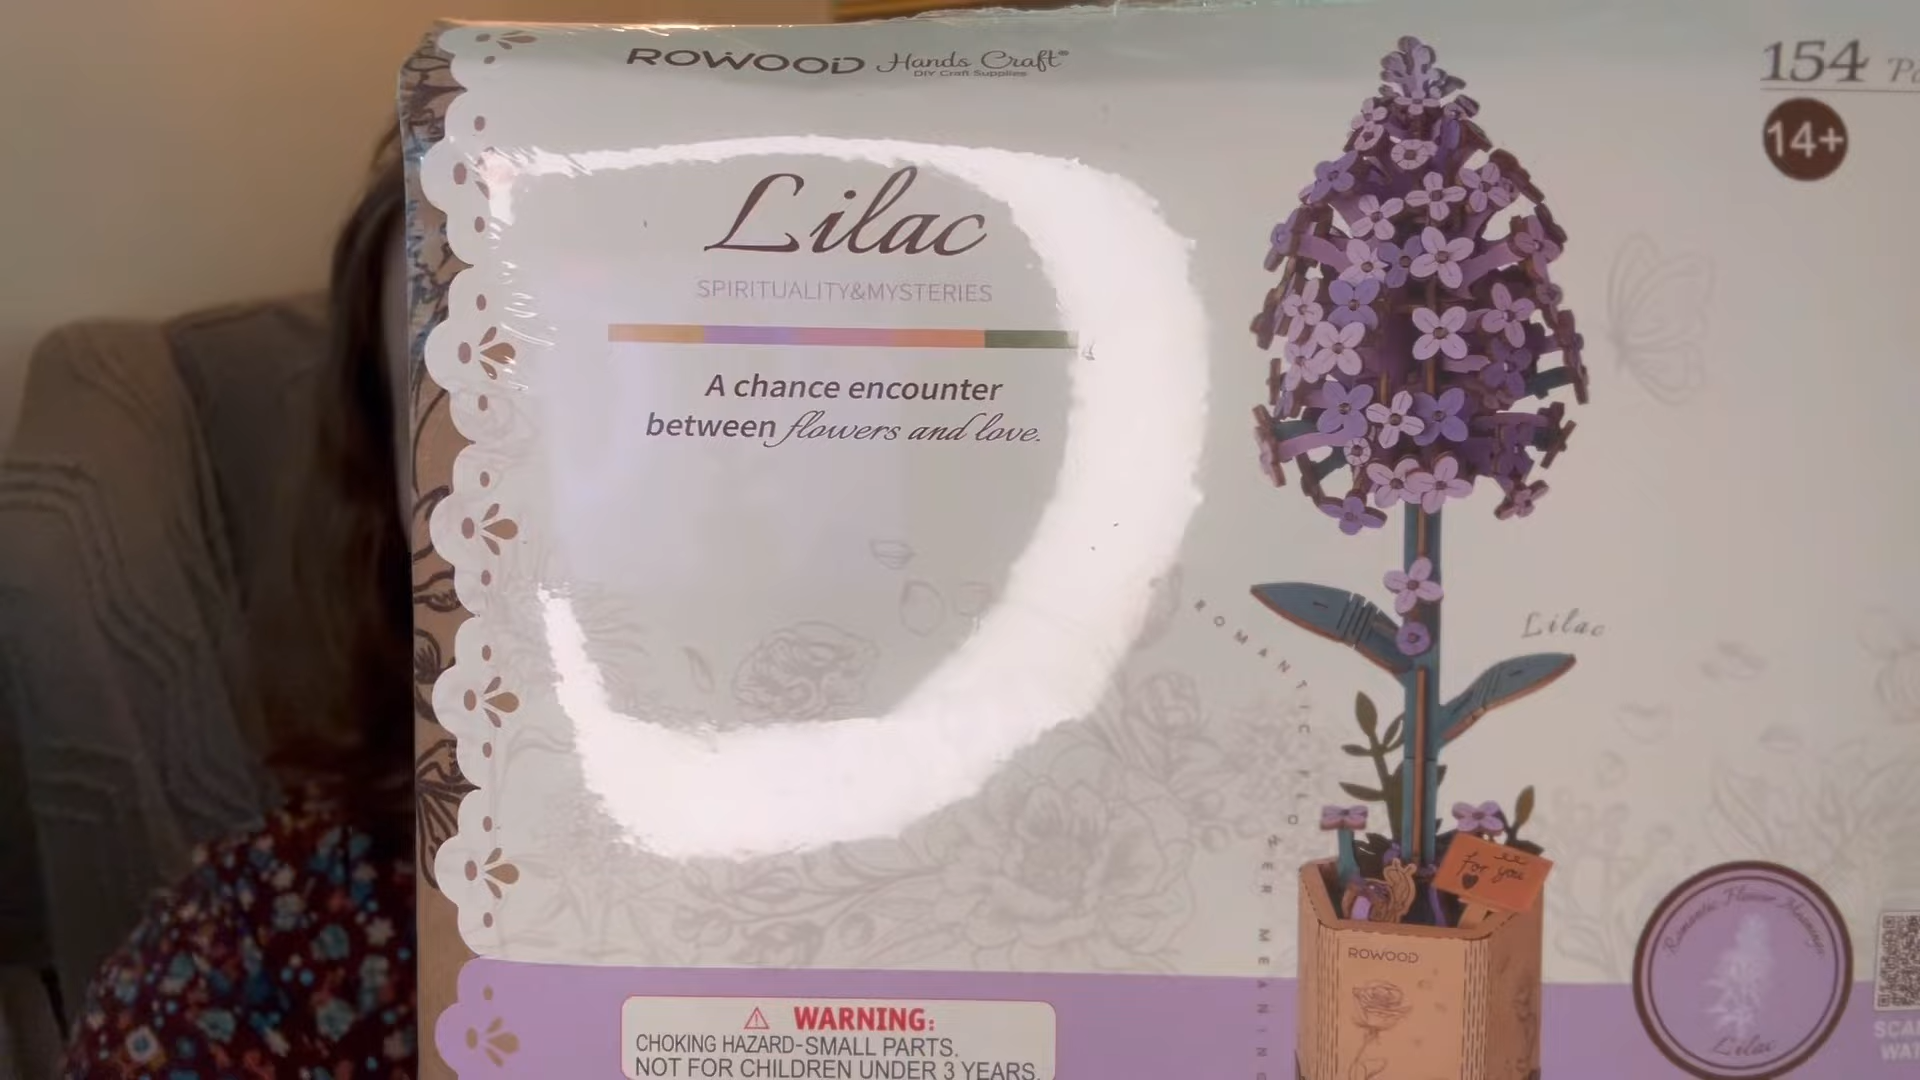 ROWOOD Hands Craft®
DIY Craft Supplies
154
14+
Lilac
SPIRITUALITY&MYSTERIES
A chance encounter
between flowers and love.
Lilac
ROMANTIC FLOWER MEANING
for you
ROWOOD
Romantic Flower Meanings
Lilac
WARNING:
CHOKING HAZARD-SMALL PARTS.
NOT FOR CHILDREN UNDER 3 YEARS.